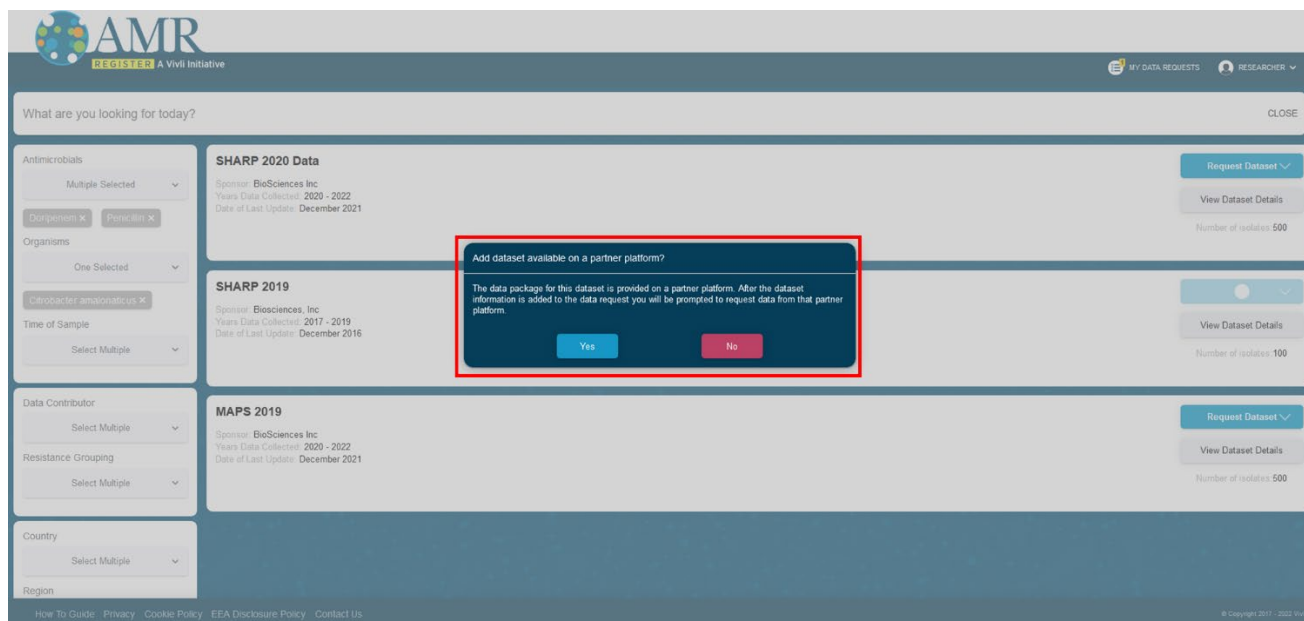 AMR
REGISTER A Vivli Initiative
MY DATA REQUESTS
RESEARCHER
What are you looking for today?
CLOSE
Antimicrobials
Multiple Selected
Doripenem × Penicillin ×
Organisms
One Selected
Citrobacter amalonaticus ×
Time of Sample
Select Multiple
Data Contributor
Select Multiple
Resistance Grouping
Select Multiple
Country
Select Multiple
Region
SHARP 2020 Data
Sponsor: BioSciences Inc
Years Data Collected: 2020 - 2022
Date of Last Update: December 2021
Request Dataset
View Dataset Details
Number of isolates: 500
SHARP 2019
Sponsor: Biosciences, Inc
Years Data Collected: 2017 - 2019
Date of Last Update: December 2016
View Dataset Details
Number of isolates: 100
MAPS 2019
Sponsor: BioSciences Inc
Years Data Collected: 2020 - 2022
Date of Last Update: December 2021
Request Dataset
View Dataset Details
Number of isolates: 500
Add dataset available on a partner platform?
The data package for this dataset is provided on a partner platform. After the dataset
information is added to the data request you will be prompted to request data from that partner
platform.
Yes
No
How To Guide Privacy Cookie Policy EEA Disclosure Policy Contact Us
© Copyright 2017 - 2022